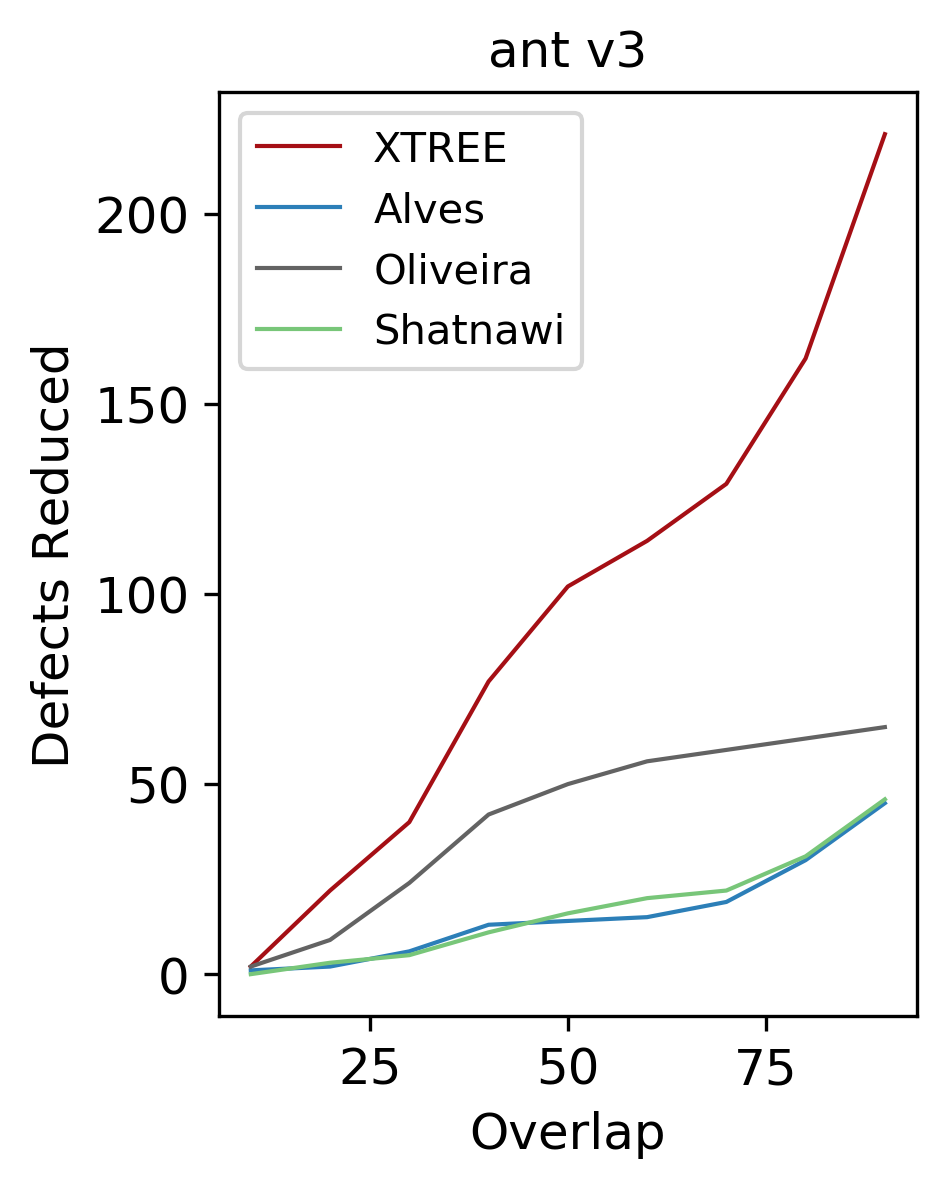 ant v3
XTREE
Alves
Oliveira
Shatnawi
Defects Reduced
200
150
100
50
0
25 50 75
Overlap